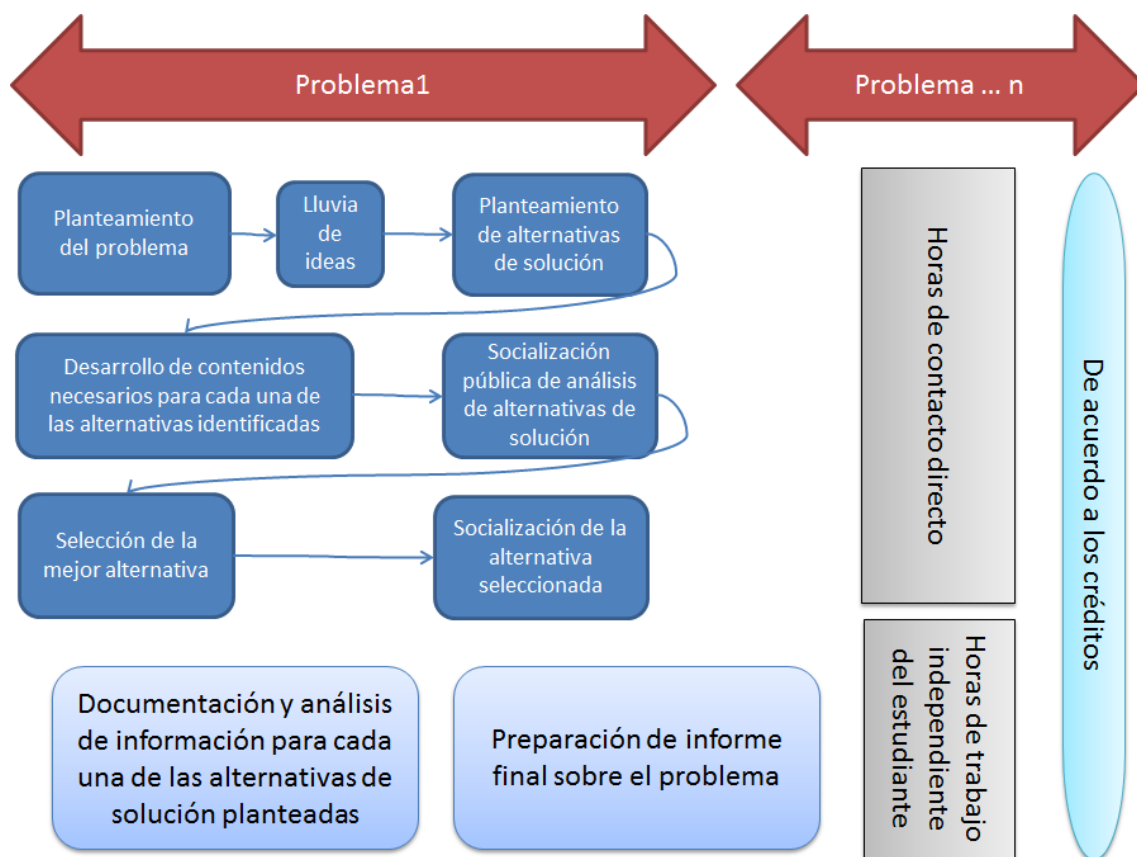 Problema1
Problema ... n
Planteamiento
del problema
Lluvia
de
ideas
Planteamiento
de alternativas
de solución
Desarrollo de contenidos
necesarios para cada una de
las alternativas identificadas
Socialización
pública de análisis
de alternativas de
solución
Selección de la
mejor alternativa
Socialización de la
alternativa
seleccionada
Documentación y análisis
de información para cada
una de las alternativas de
solución planteadas
Preparación de informe
final sobre el problema
Horas de contacto directo
Horas de trabajo
independiente
del estudiante
De acuerdo a los créditos